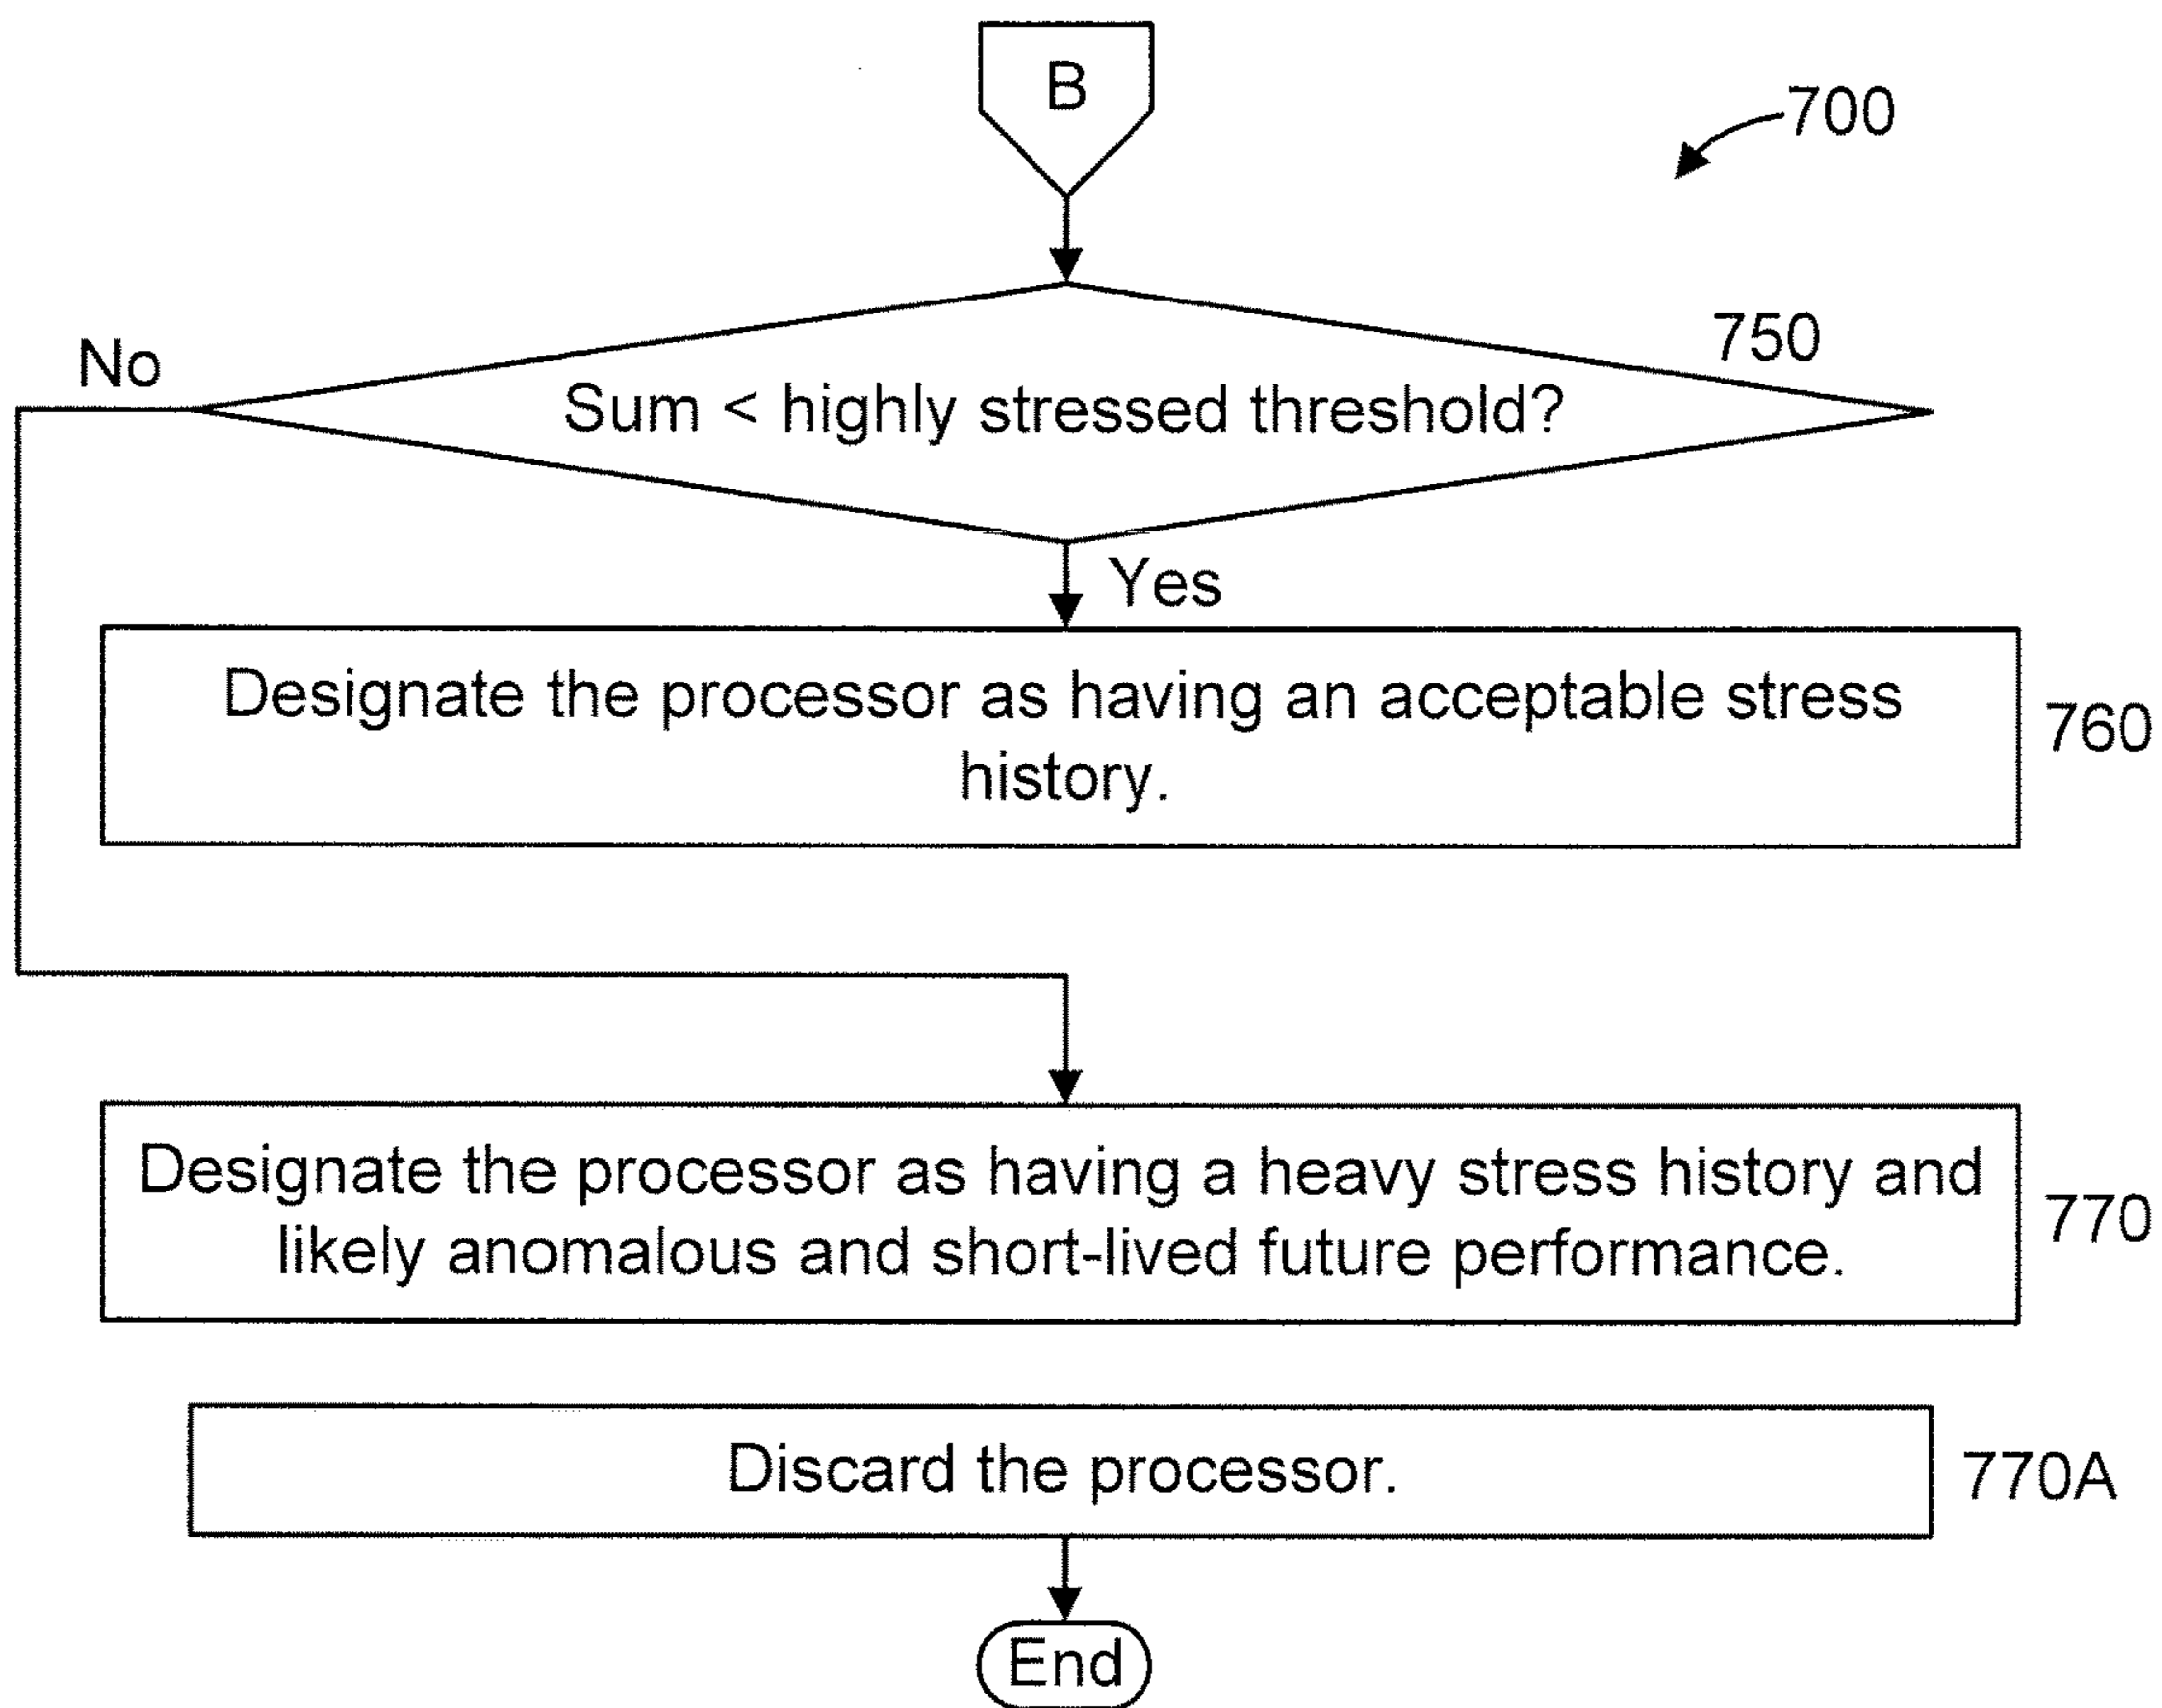 B
700
750
No
Sum < highly stressed threshold?
Yes
Designate the processor as having an acceptable stress
history.
760
Designate the processor as having a heavy stress history and
likely anomalous and short-lived future performance.
770
Discard the processor.
770A
End